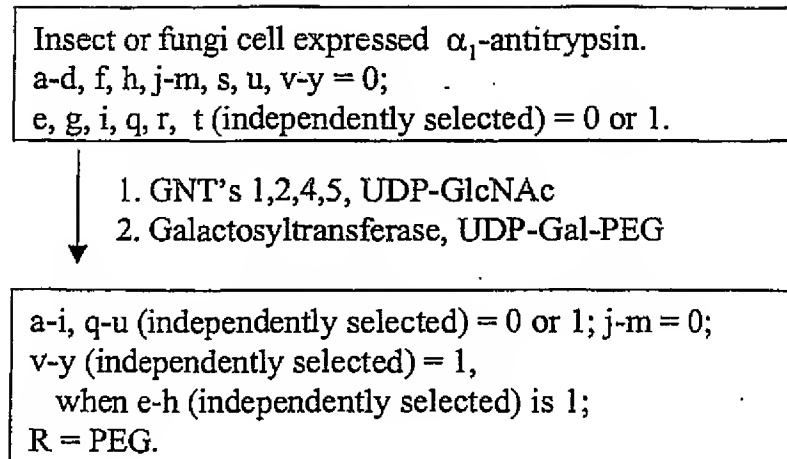 Insect or fungi cell expressed α₁-antitrypsin.
a-d, f, h, j-m, s, u, v-y = 0;
e, g, i, q, r, t (independently selected) = 0 or 1.
1. GNT's 1,2,4,5, UDP-GlcNAc
2. Galactosyltransferase, UDP-Gal-PEG
a-i, q-u (independently selected) = 0 or 1; j-m = 0;
v-y (independently selected) = 1,
when e-h (independently selected) is 1;
R = PEG.